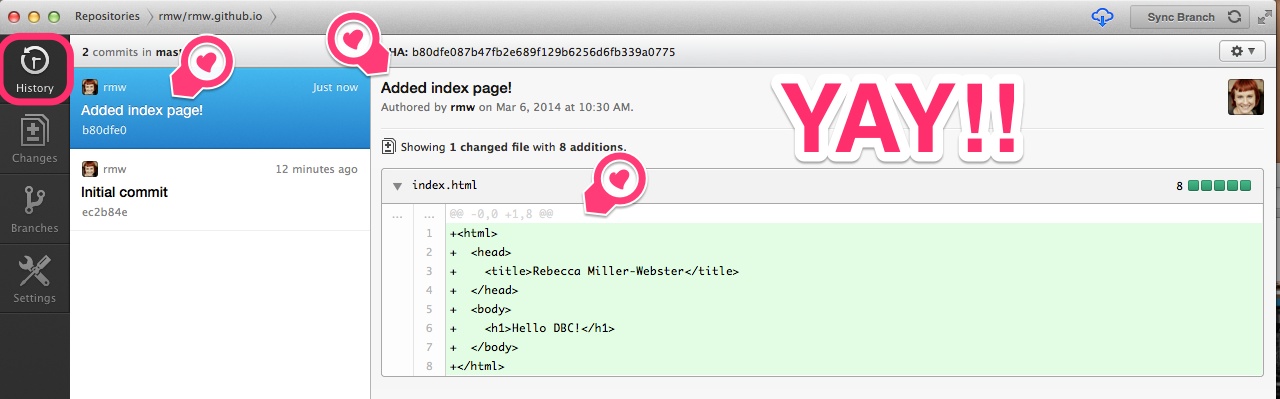 Repositories
rmw/rmw.github.io
Sync Branch
History
Changes
Branches
Settings
2 commits in
rmw
Just now
Added index page!
b80dfe0
rmw
12 minutes ago
Initial commit
ec2b84e
b80dfe087b47fb2e689f129b6256d6fb339a0775
Added index page!
Authored by rmw on Mar 6, 2014 at 10:30 AM.
YAY!!
Showing 1 changed file with 8 additions.
index.html
8
... ... @@ -0,0 +1,8 @@
1 +<html>
2 +  <head>
3 +    <title>Rebecca Miller-Webster</title>
4 +  </head>
5 +  <body>
6 +    <h1>Hello DBC!</h1>
7 +  </body>
8 +</html>